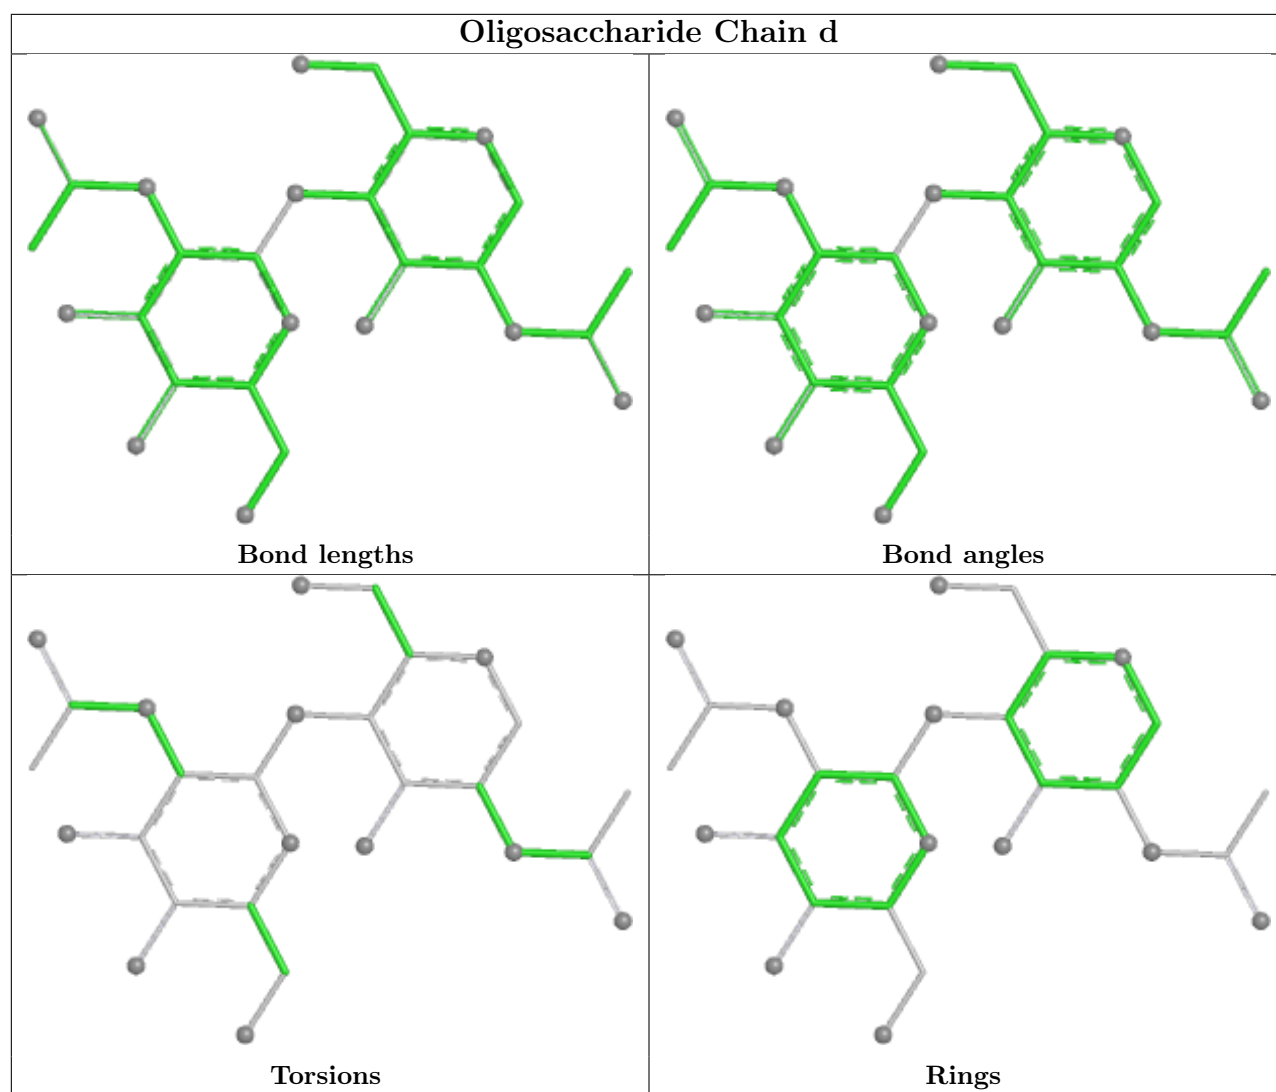 Oligosaccharide Chain d
Bond lengths
Bond angles
Torsions
Rings